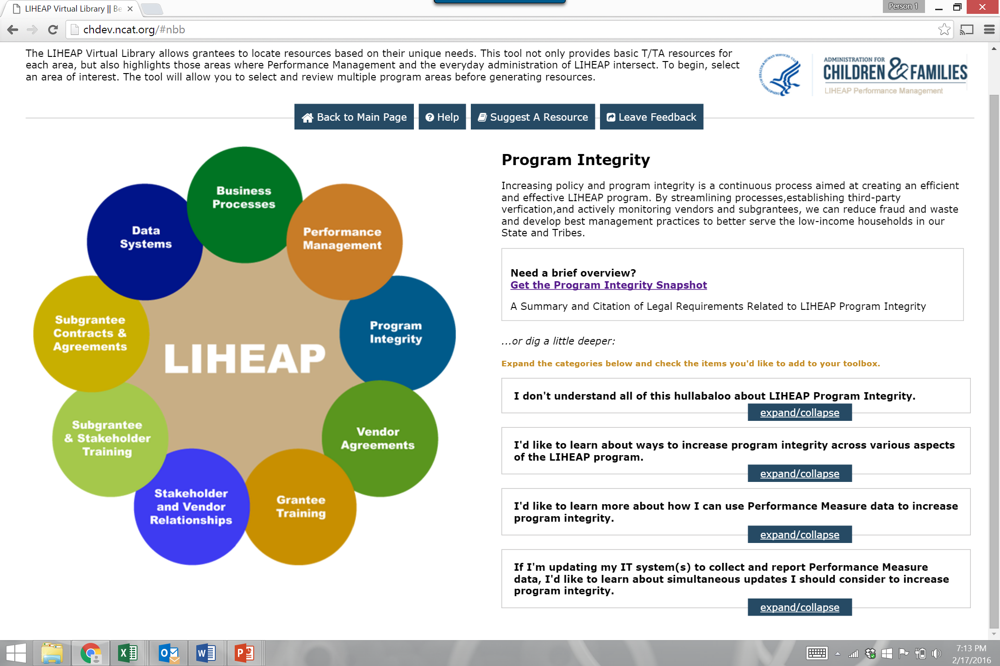 LIHEAP Virtual Library || Be
Person 1
chdev.ncat.org/#nbb
The LIHEAP Virtual Library allows grantees to locate resources based on their unique needs. This tool not only provides basic T/TA resources for
each area, but also highlights those areas where Performance Management and the everyday administration of LIHEAP intersect. To begin, select
an area of interest. The tool will allow you to select and review multiple program areas before generating resources.
ADMINISTRATION FOR
CHILDREN & FAMILIES
LIHEAP Performance Management
Back to Main Page
Help
Suggest A Resource
Leave Feedback
Business
Processes
Data
Systems
Performance
Management
Subgrantee
Contracts &
Agreements
Program
Integrity
LIHEAP
Subgrantee
& Stakeholder
Training
Vendor
Agreements
Stakeholder
and Vendor
Relationships
Grantee
Training
Program Integrity
Increasing policy and program integrity is a continuous process aimed at creating an efficient
and effective LIHEAP program. By streamlining processes,establishing third-party
verfication,and actively monitoring vendors and subgrantees, we can reduce fraud and waste
and develop best management practices to better serve the low-income households in our
State and Tribes.
Need a brief overview?
Get the Program Integrity Snapshot
A Summary and Citation of Legal Requirements Related to LIHEAP Program Integrity
...or dig a little deeper:
Expand the categories below and check the items you'd like to add to your toolbox.
I don't understand all of this hullabaloo about LIHEAP Program Integrity.
expand/collapse
I'd like to learn about ways to increase program integrity across various aspects
of the LIHEAP program.
expand/collapse
I'd like to learn more about how I can use Performance Measure data to increase
program integrity.
expand/collapse
If I'm updating my IT system(s) to collect and report Performance Measure
data, I'd like to learn about simultaneous updates I should consider to increase
program integrity.
expand/collapse
7:13 PM
2/17/2016